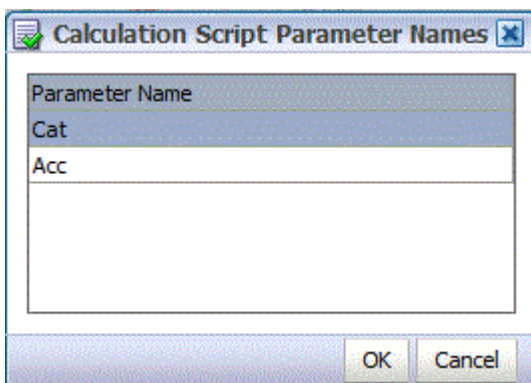 Calculation Script Parameter Names
Parameter Name
Cat
Acc
OK Cancel